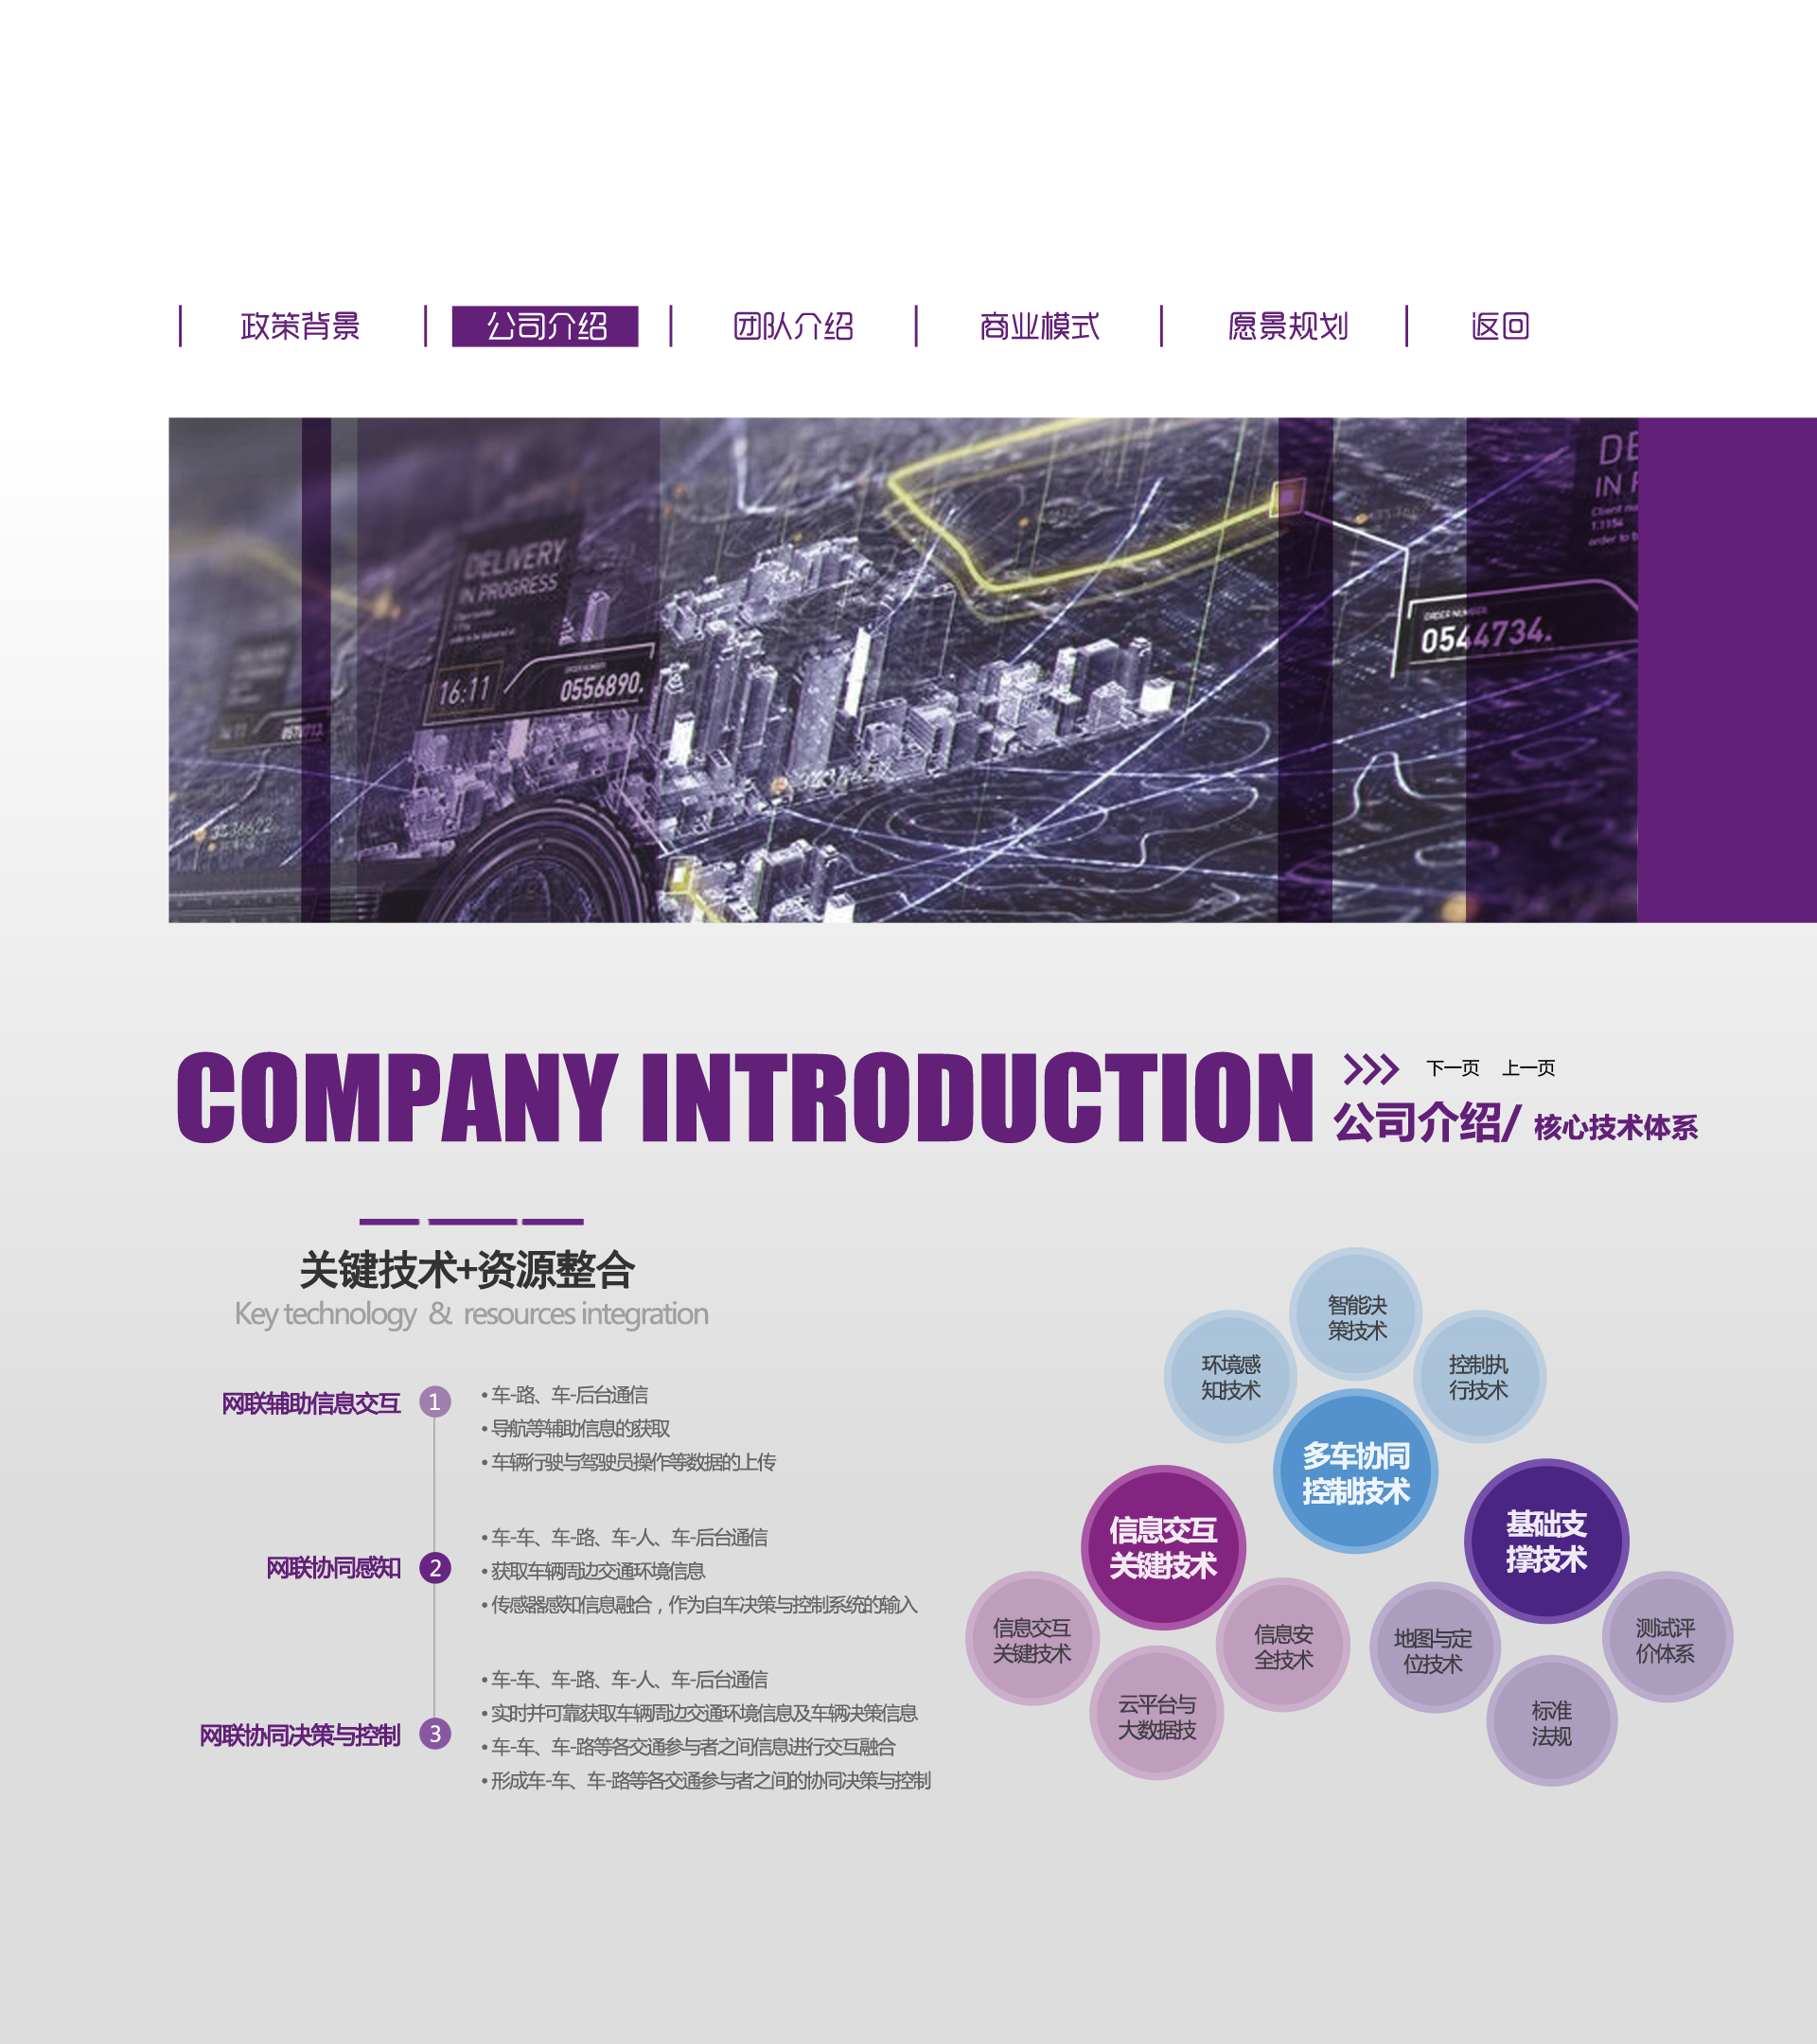 政策背景
公司介绍
团队介绍
商业模式
愿景规划
返回
DELIVERY
IN PROGRESS
16:11
ORDER NUMBER
0556890.
3536622
DE
IN P
Client nu
1.1154
order to b
ORDER NUMBER
0544734.
COMPANY INTRODUCTION
下一页 上一页
公司介绍/ 核心技术体系
关键技术+资源整合
Key technology & resources integration
网联辅助信息交互
1
• 车-路、车-后台通信
• 导航等辅助信息的获取
• 车辆行驶与驾驶员操作等数据的上传
网联协同感知
2
• 车-车、车-路、车-人、车-后台通信
• 获取车辆周边交通环境信息
• 传感器感知信息融合，作为自车决策与控制系统的输入
网联协同决策与控制
3
• 车-车、车-路、车-人、车-后台通信
• 实时并可靠获取车辆周边交通环境信息及车辆决策信息
• 车-车、车-路等各交通参与者之间信息进行交互融合
• 形成车-车、车-路等各交通参与者之间的协同决策与控制
智能决
策技术
环境感
知技术
控制执
行技术
多车协同
控制技术
信息交互
关键技术
基础支
撑技术
信息交互
关键技术
云平台与
大数据技
信息安
全技术
地图与定
位技术
标准
法规
测试评
价体系